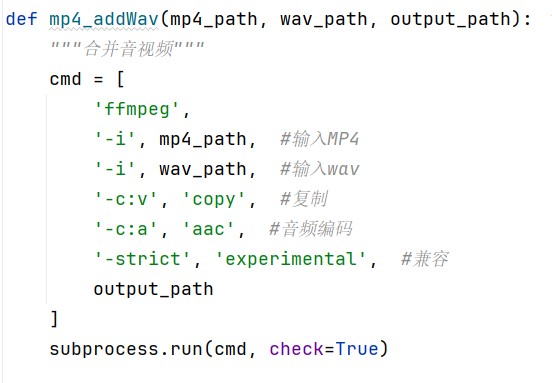 def mp4_addWav(mp4_path, wav_path, output_path):
    """合并音视频"""
    cmd = [
        'ffmpeg',
        '-i', mp4_path,  #输入MP4
        '-i', wav_path,  #输入wav
        '-c:v', 'copy',  #复制
        '-c:a', 'aac',  #音频编码
        '-strict', 'experimental',  #兼容
        output_path
    ]
    subprocess.run(cmd, check=True)